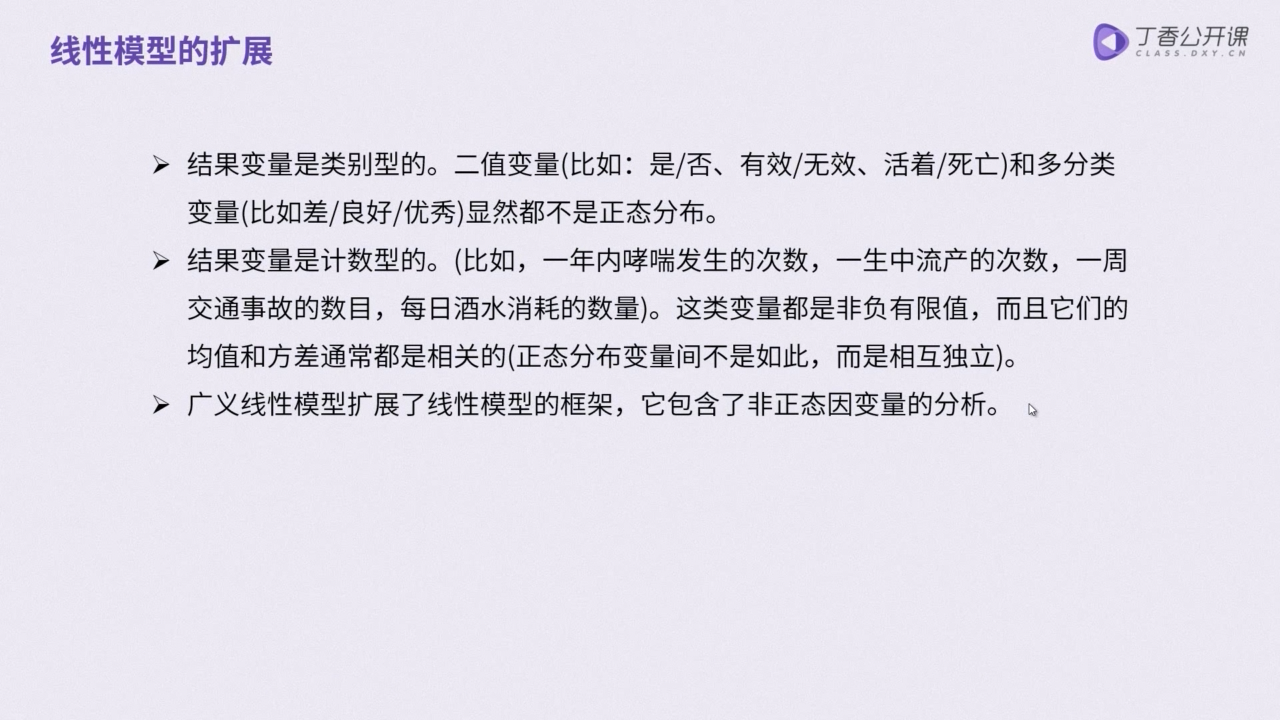 线性模型的扩展
丁香公开课
CLASS.DXY.CN
➢ 结果变量是类别型的。二值变量(比如：是/否、有效/无效、活着/死亡)和多分类
变量(比如差/良好/优秀)显然都不是正态分布。
➢ 结果变量是计数型的。(比如，一年内哮喘发生的次数，一生中流产的次数，一周
交通事故的数目，每日酒水消耗的数量)。这类变量都是非负有限值，而且它们的
均值和方差通常都是相关的(正态分布变量间不是如此，而是相互独立)。
➢ 广义线性模型扩展了线性模型的框架，它包含了非正态因变量的分析。